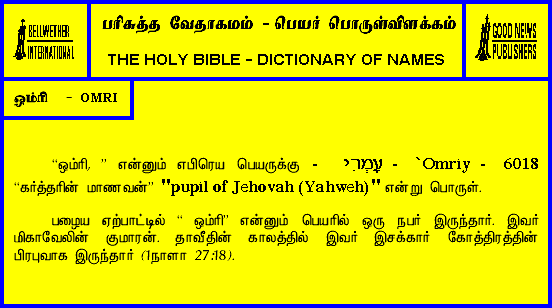 BELLWETHER
INTERNATIONAL
பரிசுத்த வேதாகமம் - பெயர் பொருள்விளக்கம்
THE HOLY BIBLE - DICTIONARY OF NAMES
GOOD NEWS
PUBLISHERS
ஒம்ரி - OMRI
“ஒம்ரி, ” என்னும் எபிரெய பெயருக்கு - עָמְרִי - `Omriy - 6018
“கர்த்தரின் மாணவன்” "pupil of Jehovah (Yahweh)" என்று பொருள்.
பழைய ஏற்பாட்டில் “ ஒம்ரி” என்னும் பெயரில் ஒரு நபர் இருந்தார். இவர்
மிகாவேலின் குமாரன். தாவீதின் காலத்தில் இவர் இசக்கார் கோத்திரத்தின்
பிரபுவாக இருந்தார் (1நாளா 27:18).